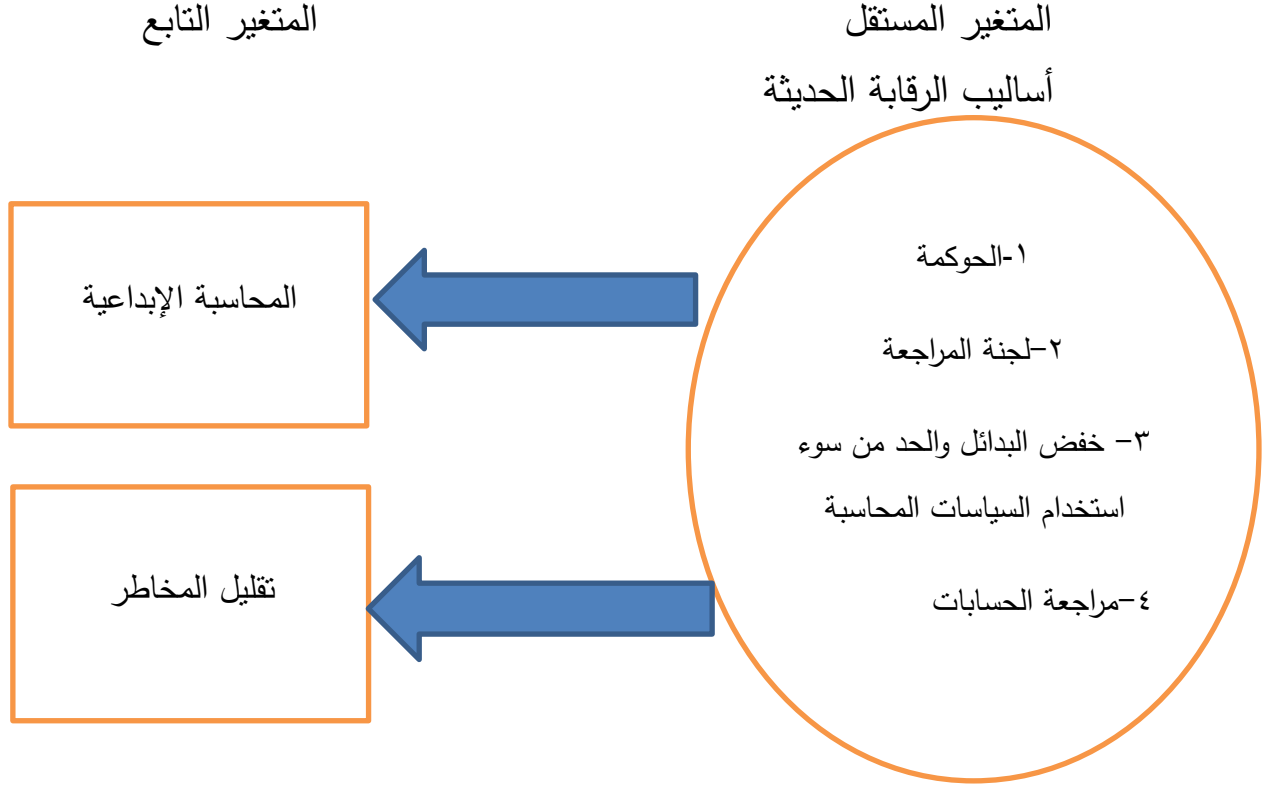 المتغير المستقل
المتغير التابع
أساليب الرقابة الحديثة
١-الحوكمة
٢-لجنة المراجعة
٣- خفض البدائل والحد من سوء
استخدام السياسات المحاسبة
٤-مراجعة الحسابات
المحاسبة الإبداعية
تقليل المخاطر